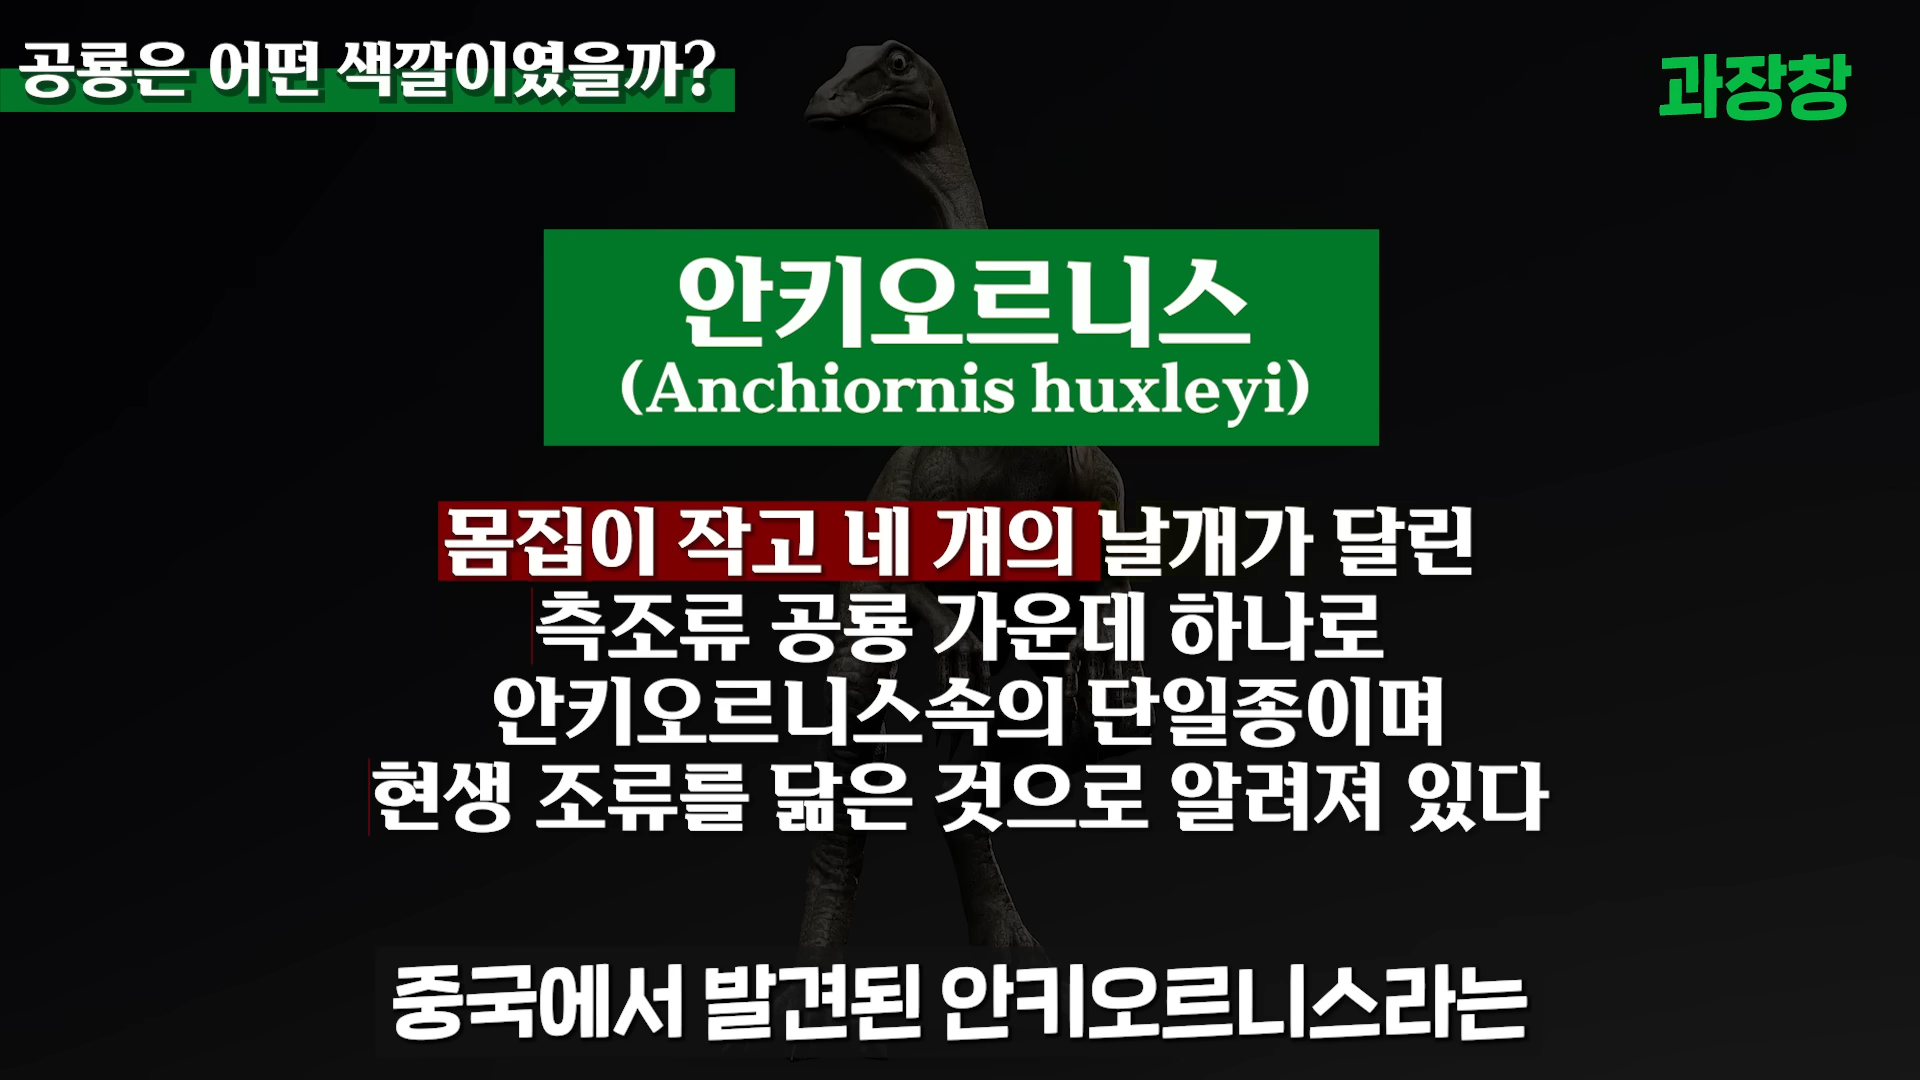 공룡은 어떤 색깔이였을까?
과장창
안키오르니스
(Anchiornis huxleyi)
몸집이 작고 네 개의 날개가 달린
측조류 공룡 가운데 하나로
안키오르니스속의 단일종이며
현생 조류를 닮은 것으로 알려져 있다
중국에서 발견된 안키오르니스라는